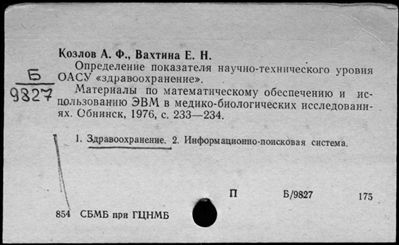 Козлов А. Ф., Вахтина Е. Н.
Определение показателя научно-технического уровня
ОАСУ «здравоохранение».
Б
9827
Материалы по математическому обеспечению и ис-
пользованию ЭВМ в медико-биологических исследовани-
ях. Обнинск, 1976, с. 233—234.
1. Здравоохранение. 2. Информационно-поисковая система.
П Б/9827 175
854 СБМБ при ГЦНМБ